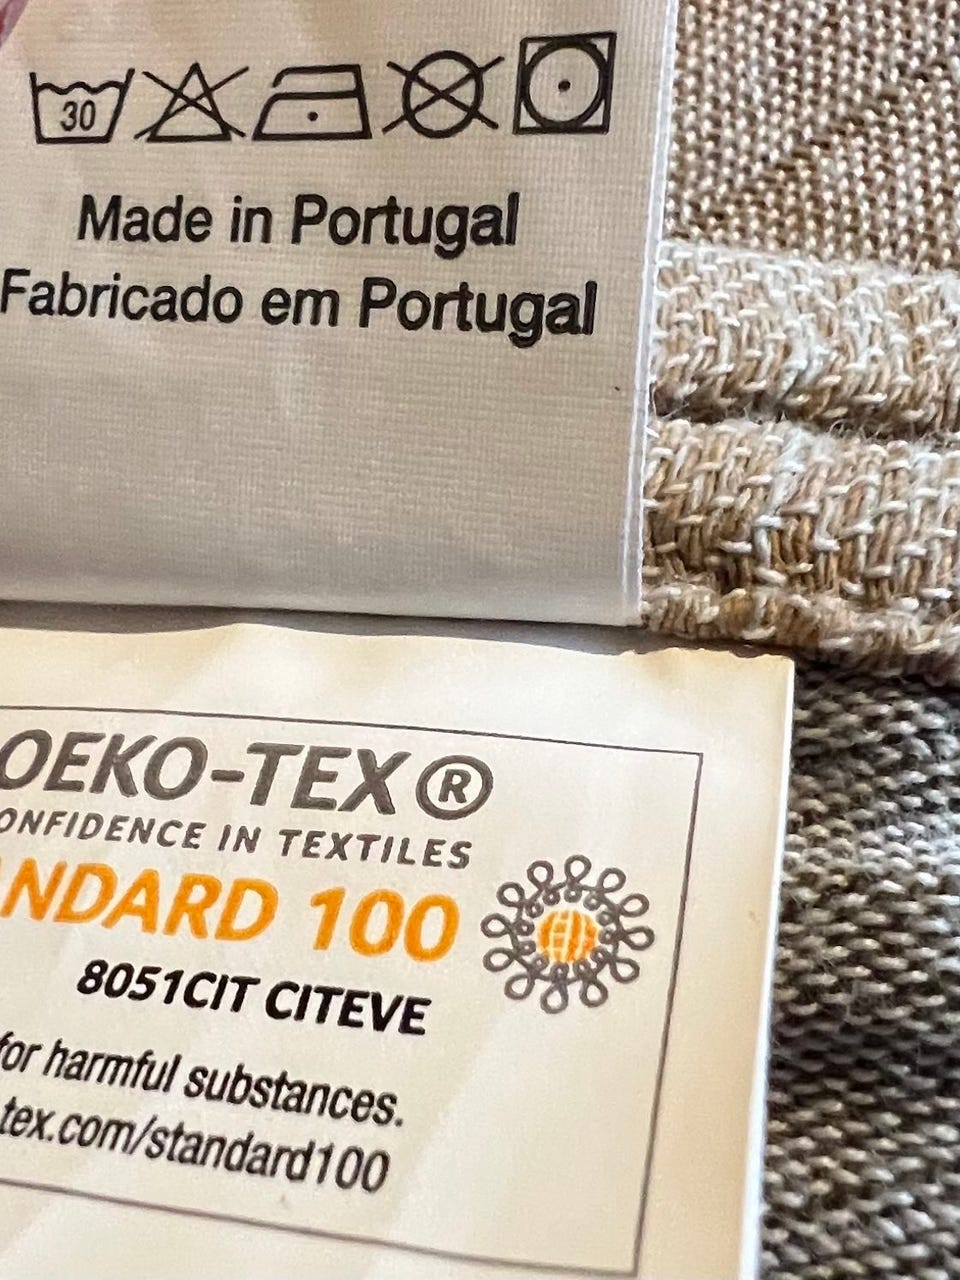 30
Made in Portugal
Fabricado em Portugal
OEKO-TEX®
ONFIDENCE IN TEXTILES
ANDARD 100
8051CIT CITEVE
for harmful substances.
tex.com/standard100